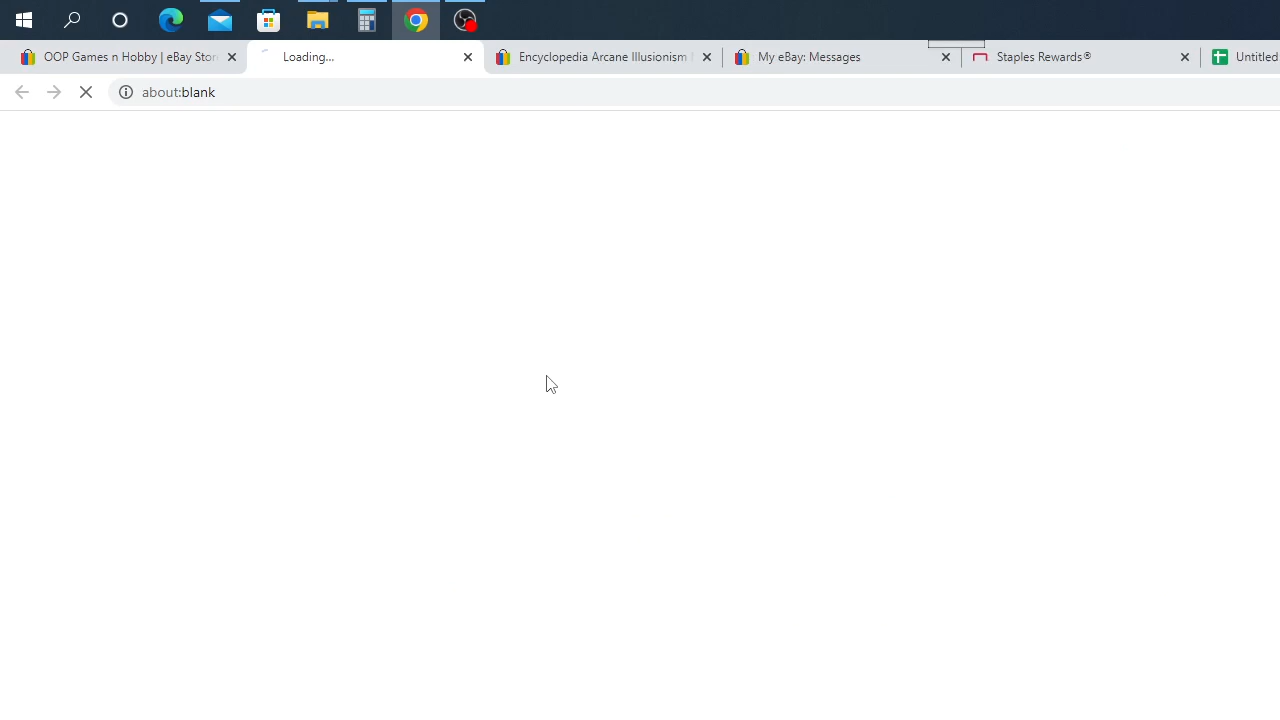 OOP Games n Hobby | eBay Stor
Loading...
Encyclopedia Arcane Illusionism
My eBay: Messages
Staples Rewards®
Untitled
about:blank